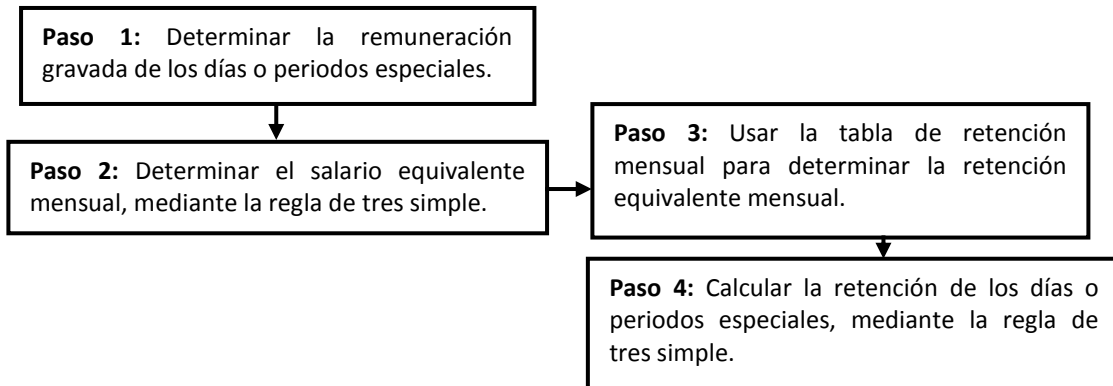 Paso 1: Determinar la remuneración
gravada de los días o periodos especiales.
Paso 2: Determinar el salario equivalente
mensual, mediante la regla de tres simple.
Paso 3: Usar la tabla de retención
mensual para determinar la retención
equivalente mensual.
Paso 4: Calcular la retención de los días o
periodos especiales, mediante la regla de
tres simple.